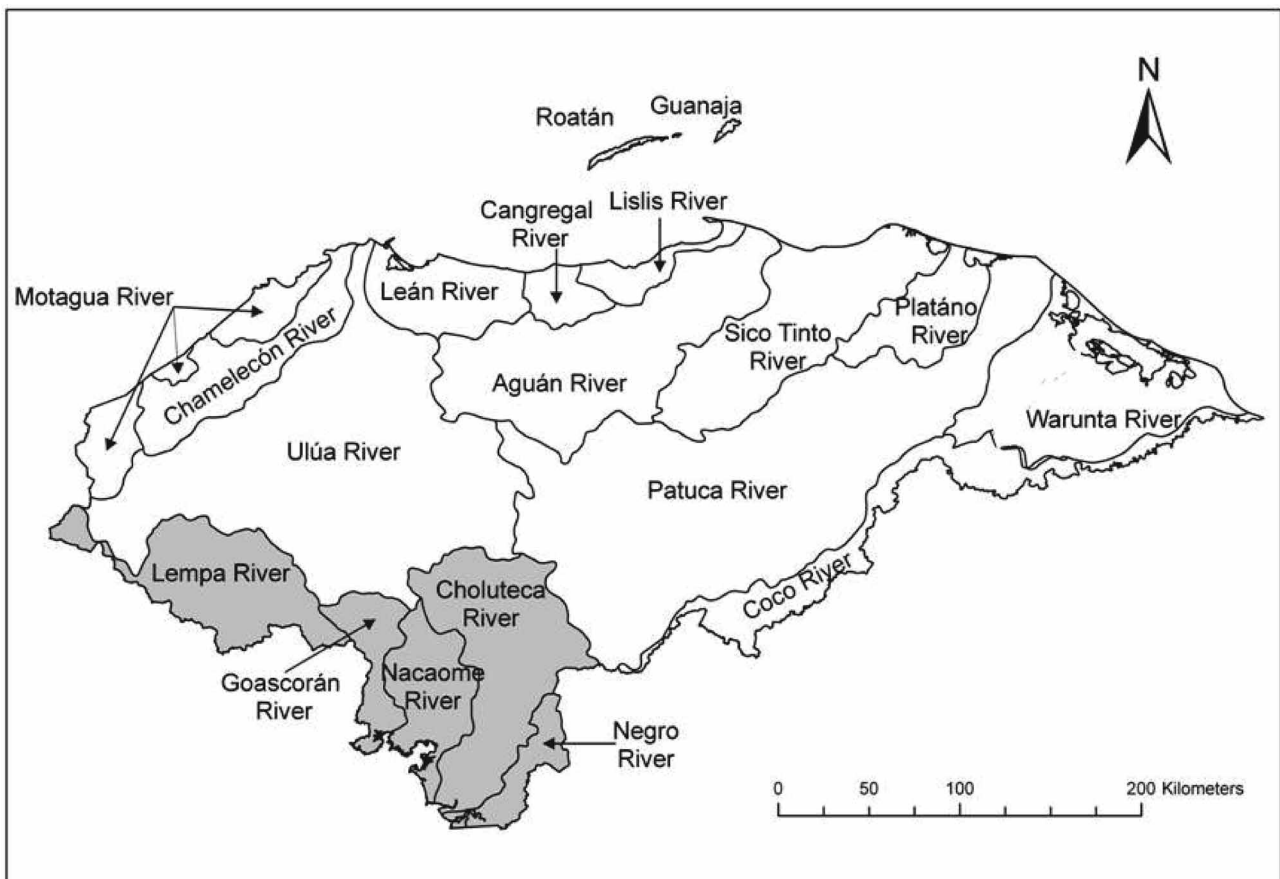 N
Guanaja
Roatán
Lislis River
Cangregal
River
Motagua River
Leán River
Chamelecón River
Platáno
River
Sico Tinto
River
Aguán River
Warunta River
Ulúa River
Patuca River
Lempa River
Choluteca
River
Coco River
Goascorán
River
Nacaome
River
Negro
River
0 50 100 200 Kilometers